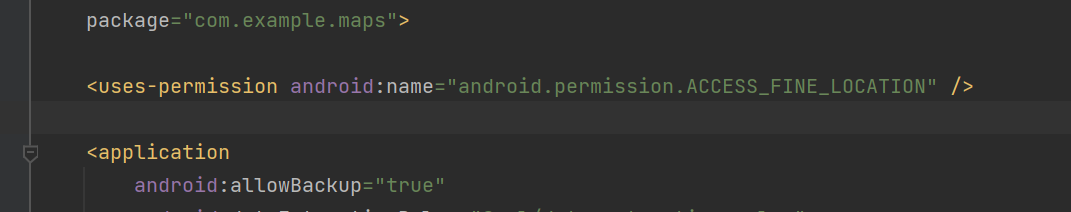 package="com.example.maps">
<uses-permission android:name="android.permission.ACCESS_FINE_LOCATION" />
<application
android:allowBackup="true"